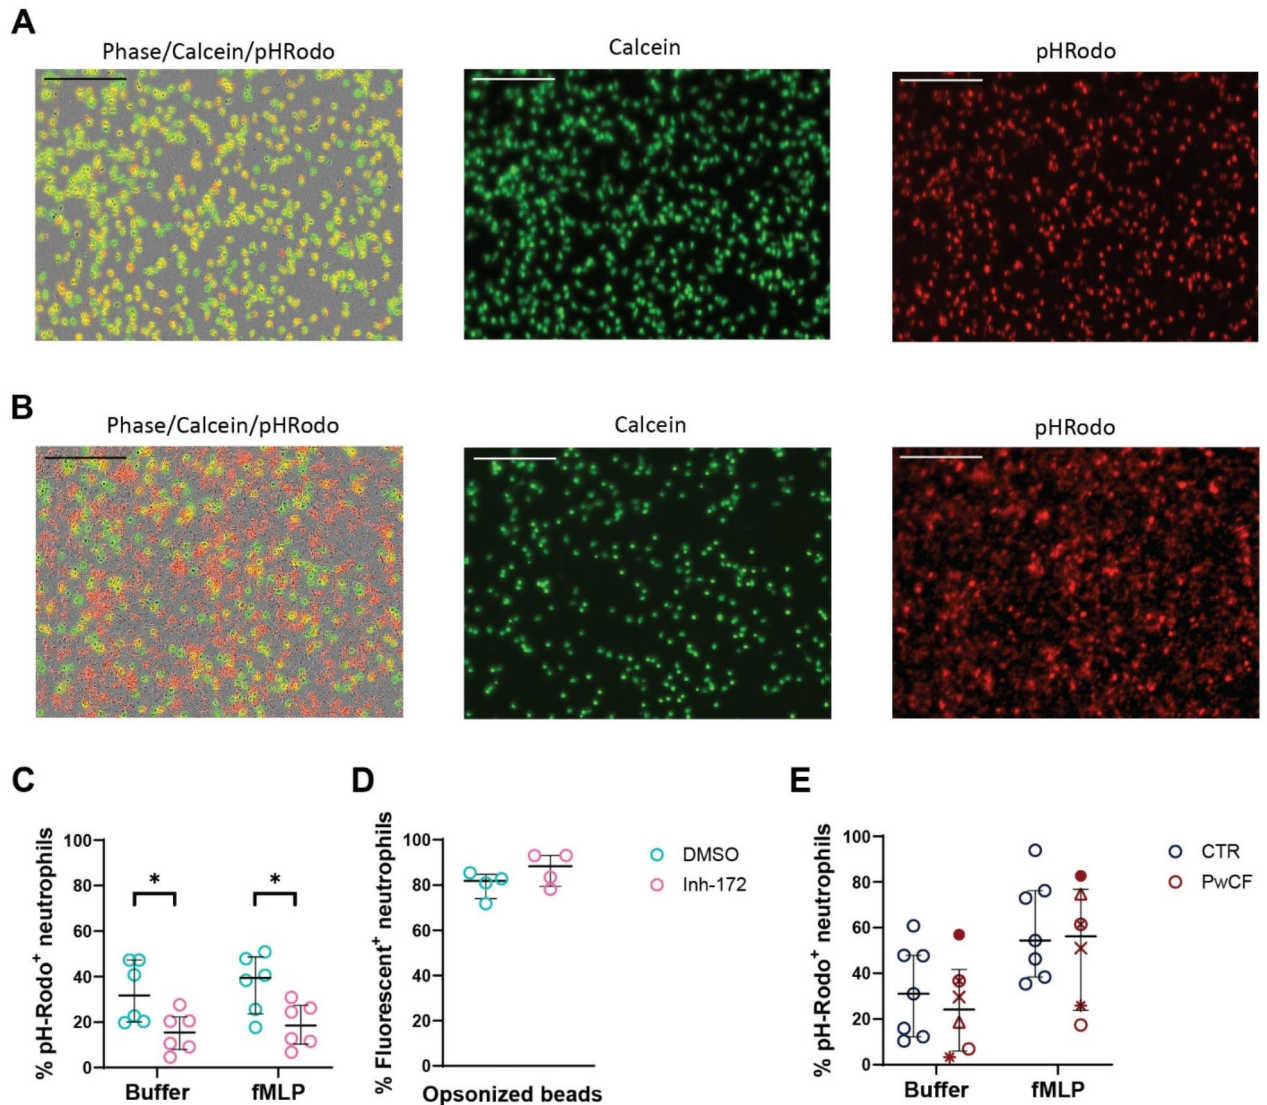 A
Phase/Calcein/pHRodo
Calcein
pHRodo
B
Phase/Calcein/pHRodo
Calcein
pHRodo
C
% pH-Rodo⁺ neutrophils
100
80
60
40
20
0
*
*
Buffer
fMLP
D
% Fluorescent⁺ neutrophils
100
80
60
40
20
0
Opsonized beads
DMSO
Inh-172
E
% pH-Rodo⁺ neutrophils
100
80
60
40
20
0
Buffer
fMLP
CTR
PwCF